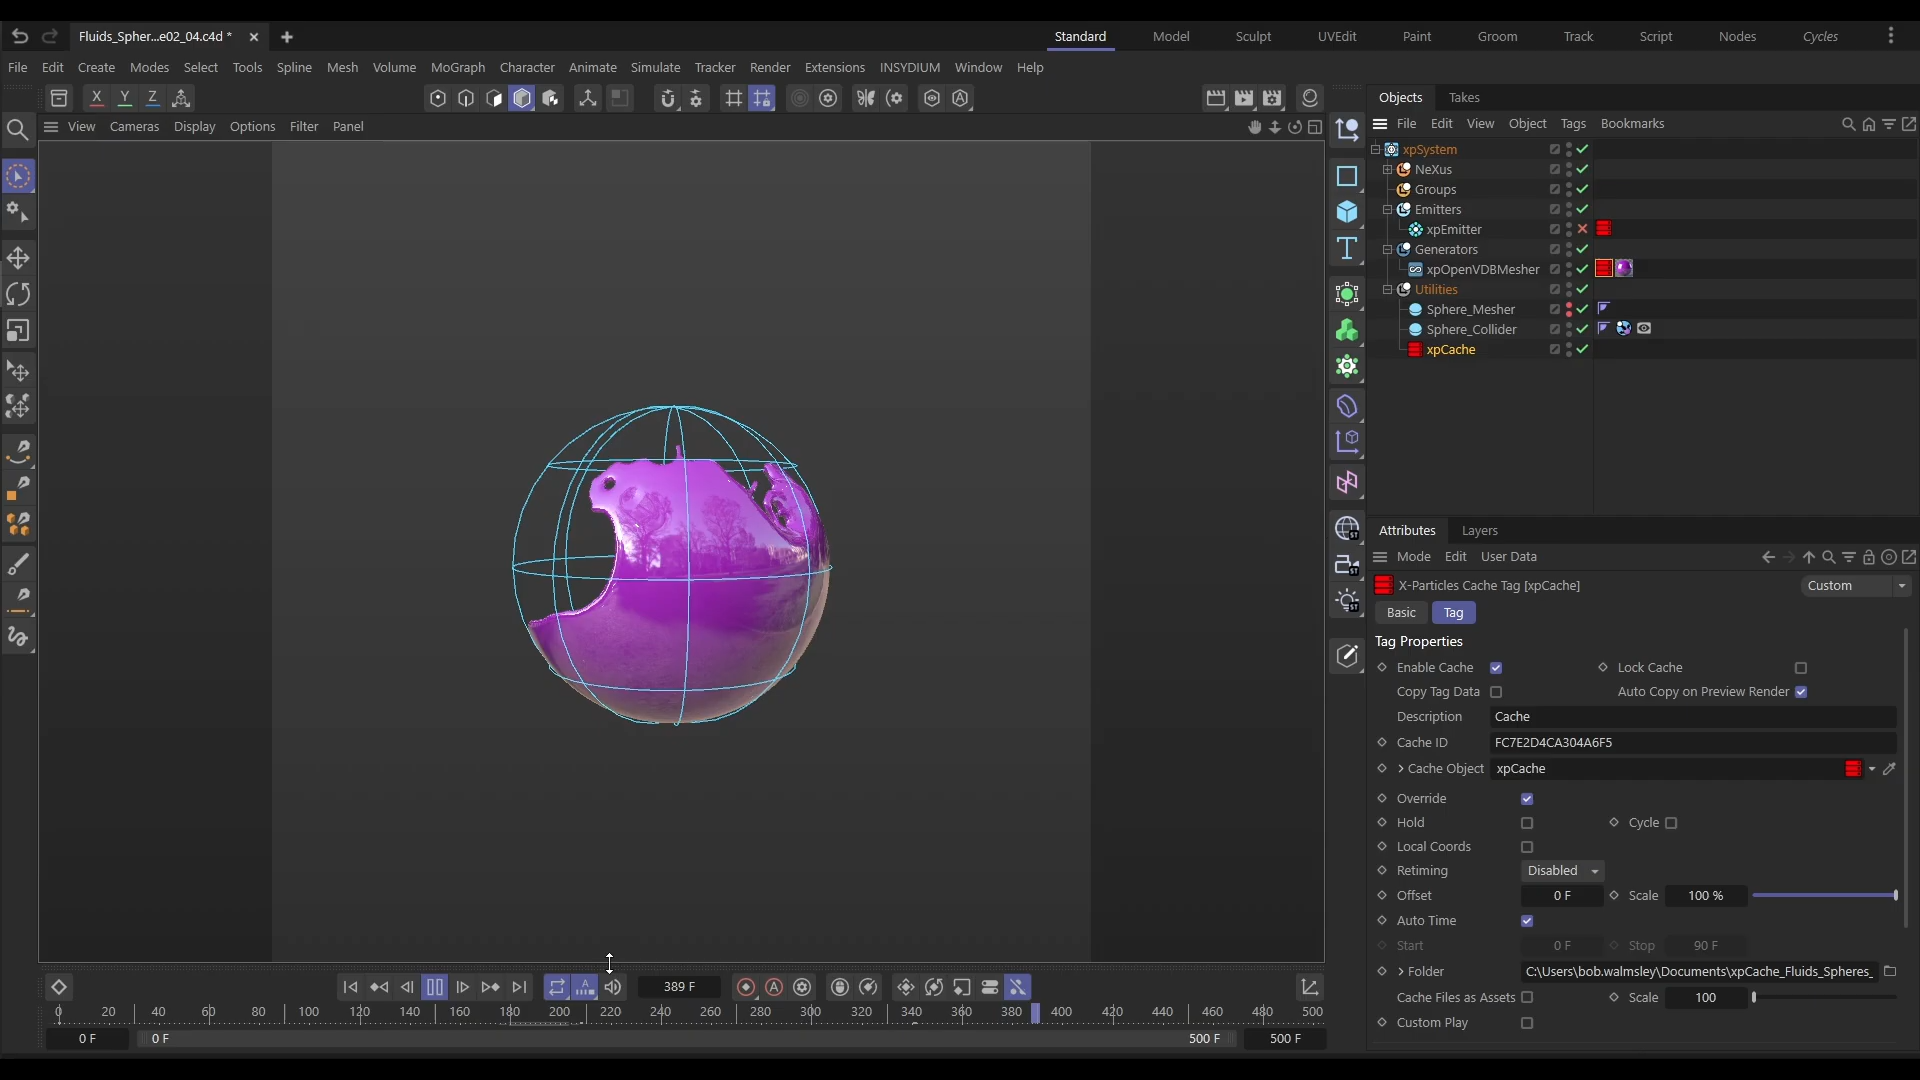 Fluids_Spher...e02_04.c4d *
Standard Model Sculpt UVEdit Paint Groom Track Script Nodes Cycles
File Edit Create Modes Select Tools Spline Mesh Volume MoGraph Character Animate Simulate Tracker Render Extensions INSYDIUM Window Help
X Y Z
View Cameras Display Options Filter Panel
Objects Takes
File Edit View Object Tags Bookmarks
xpSystem
NeXus
Groups
Emitters
xpEmitter
Generators
xpOpenVDBMesher
Utilities
Sphere_Mesher
Sphere_Collider
xpCache
Attributes Layers
Mode Edit User Data
X-Particles Cache Tag [xpCache] Custom
Basic Tag
Tag Properties
Enable Cache Lock Cache
Copy Tag Data Auto Copy on Preview Render
Description Cache
Cache ID FC7E2D4CA304A6F5
Cache Object xpCache
Override
Hold Cycle
Local Coords
Retiming Disabled
Offset 0 F Scale 100 %
Auto Time
Start 0 F Stop 90 F
Folder C:\Users\bob.walmsley\Documents\xpCache_Fluids_Spheres_
Cache Files as Assets Scale 100
Custom Play
389 F
0 20 40 60 80 100 120 140 160 180 200 220 240 260 280 300 320 340 360 380 400 420 440 460 480 500
0 F 0 F 500 F 500 F